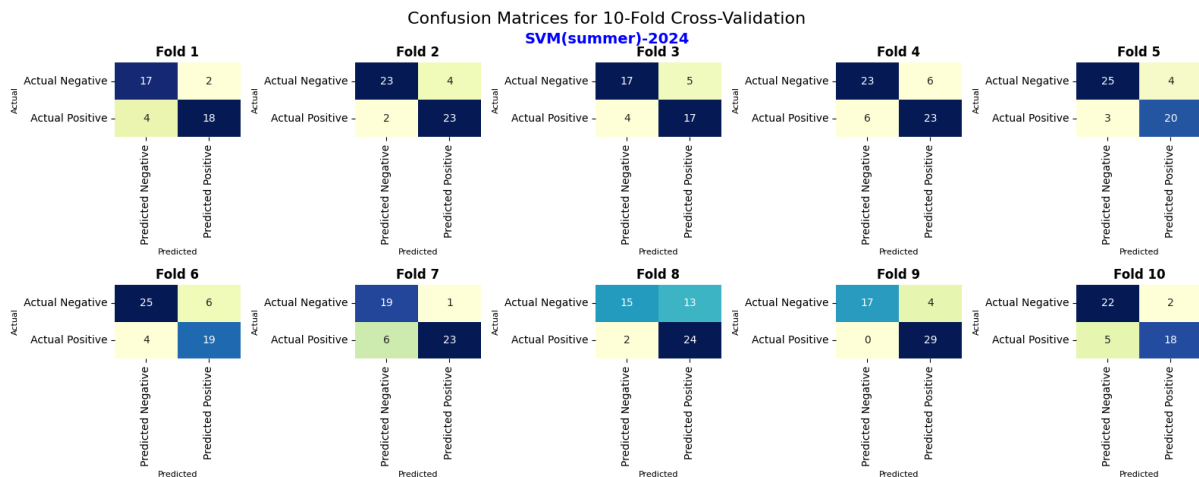 Confusion Matrices for 10-Fold Cross-Validation
SVM(summer)-2024
Fold 1
Actual
Actual Negative
17 2
Actual Positive
4 18
Predicted Negative
Predicted Positive
Predicted
Fold 2
Actual
Actual Negative
23 4
Actual Positive
2 23
Predicted Negative
Predicted Positive
Predicted
Fold 3
Actual
Actual Negative
17 5
Actual Positive
4 17
Predicted Negative
Predicted Positive
Predicted
Fold 4
Actual
Actual Negative
23 6
Actual Positive
6 23
Predicted Negative
Predicted Positive
Predicted
Fold 5
Actual
Actual Negative
25 4
Actual Positive
3 20
Predicted Negative
Predicted Positive
Predicted
Fold 6
Actual
Actual Negative
25 6
Actual Positive
4 19
Predicted Negative
Predicted Positive
Predicted
Fold 7
Actual
Actual Negative
19 1
Actual Positive
6 23
Predicted Negative
Predicted Positive
Predicted
Fold 8
Actual
Actual Negative
15 13
Actual Positive
2 24
Predicted Negative
Predicted Positive
Predicted
Fold 9
Actual
Actual Negative
17 4
Actual Positive
0 29
Predicted Negative
Predicted Positive
Predicted
Fold 10
Actual
Actual Negative
22 2
Actual Positive
5 18
Predicted Negative
Predicted Positive
Predicted